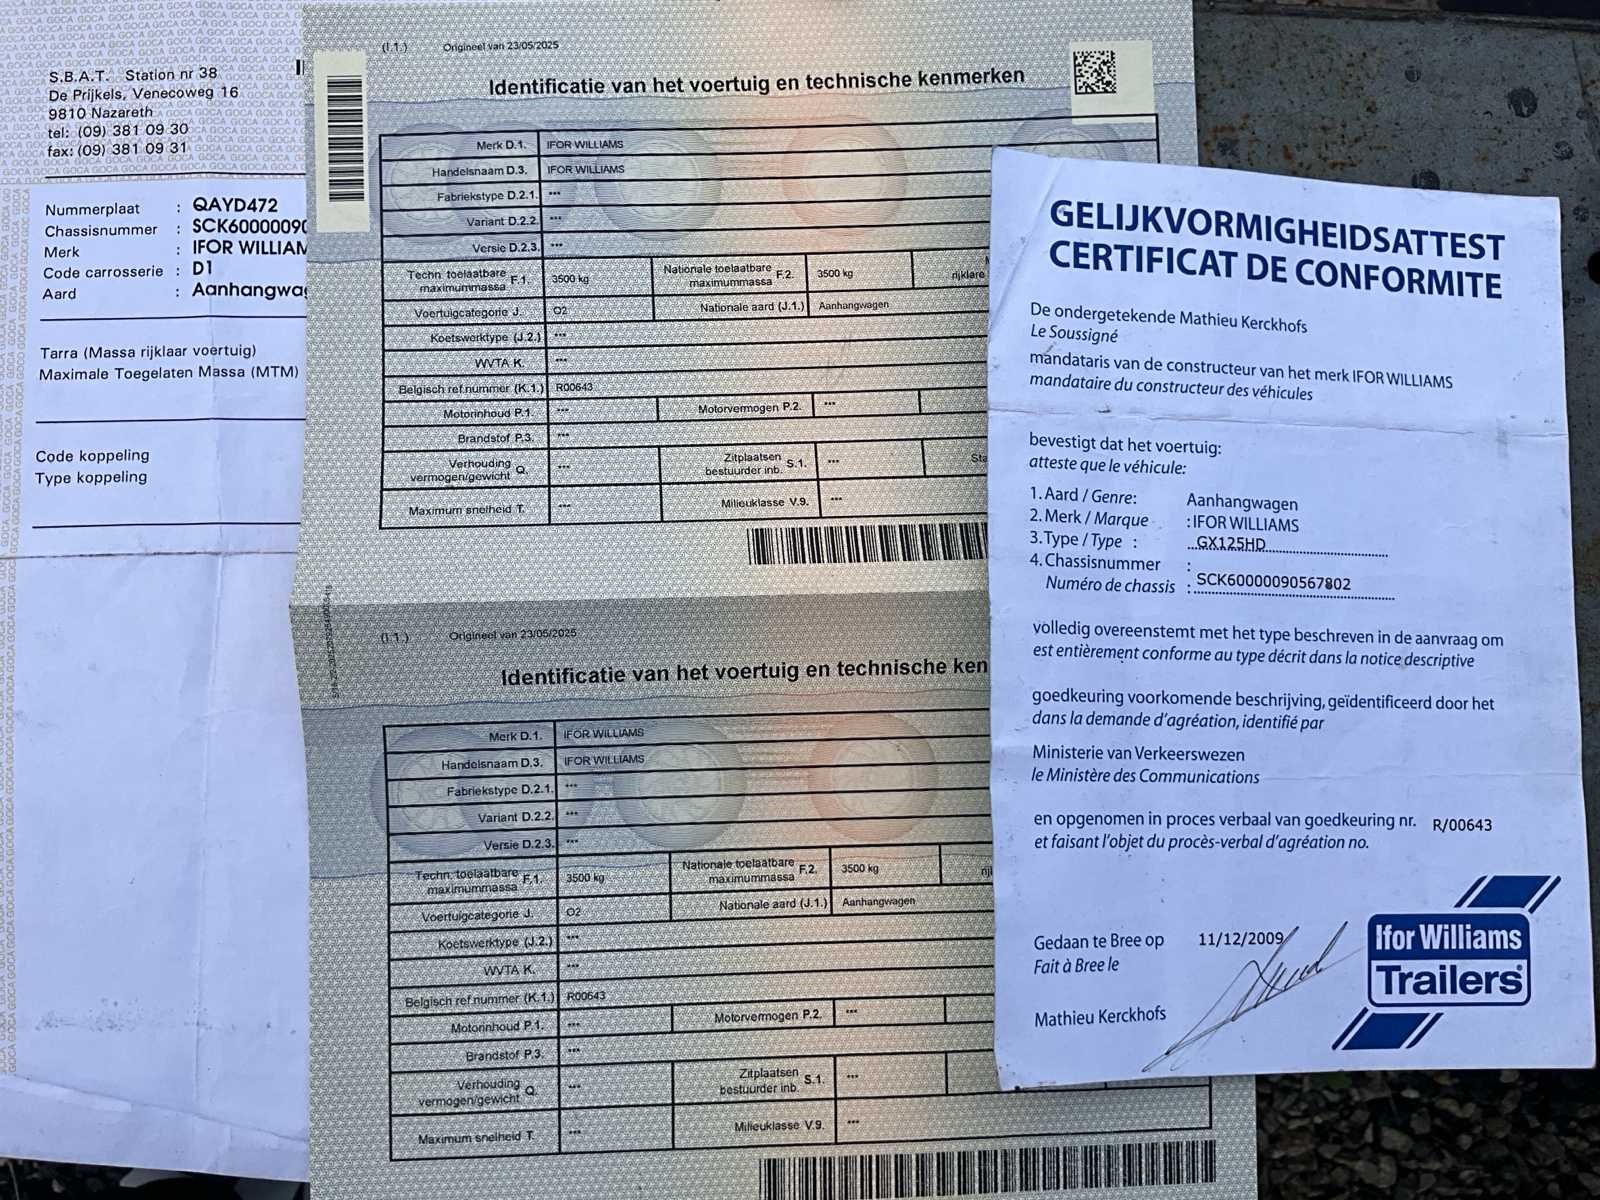 S.B.A.T. Station nr 38
De Prijkels, Venecoweg 16
9810 Nazareth
tel: (09) 381 09 30
fax: (09) 381 09 31
Nummerplaat : QAYD472
Chassisnummer : SCK6000009
Merk : IFOR WILLIAM
Code carrosserie : D1
Aard : Aanhangwa
Tarra (Massa rijklaar voertuig)
Maximale Toegelaten Massa (MTM)
Code koppeling
Type koppeling
(I.1.) Origineel van 23/05/2025
Identificatie van het voertuig en technische kenmerken
Merk D.1. IFOR WILLIAMS
Handelsnaam D.3. IFOR WILLIAMS
Fabriekstype D.2.1. ***
Variant D.2.2. ***
Versie D.2.3. ***
Techn. toelaatbare maximummassa F.1. 3500 kg Nationale toelaatbare maximummassa F.2. 3500 kg rijklare
Voertuigcategorie J. O2 Nationale aard (J.1.) Aanhangwagen
Koetswerktype (J.2.) ***
WVTA K. ***
Belgisch ref.nummer (K.1.) R00643
Motorinhoud P.1. *** Motorvermogen P.2. ***
Brandstof P.3. ***
Verhouding vermogen/gewicht Q. *** Zitplaatsen bestuurder inb. S.1. *** Sta
Maximum snelheid T. *** Milieuklasse V.9. ***
(I.1.) Origineel van 23/05/2025
Identificatie van het voertuig en technische ken
Merk D.1. IFOR WILLIAMS
Handelsnaam D.3. IFOR WILLIAMS
Fabriekstype D.2.1. ***
Variant D.2.2. ***
Versie D.2.3. ***
Techn. toelaatbare maximummassa F.1. 3500 kg Nationale toelaatbare maximummassa F.2. 3500 kg rijl
Voertuigcategorie J. O2 Nationale aard (J.1.) Aanhangwagen
Koetswerktype (J.2.) ***
WVTA K. ***
Belgisch ref.nummer (K.1.) R00643
Motorinhoud P.1. *** Motorvermogen P.2. ***
Brandstof P.3. ***
Verhouding vermogen/gewicht Q. *** Zitplaatsen bestuurder inb. S.1. ***
Maximum snelheid T. *** Milieuklasse V.9. ***
GELIJKVORMIGHEIDSATTEST
CERTIFICAT DE CONFORMITE
De ondergetekende Mathieu Kerckhofs
Le Soussigné
mandataris van de constructeur van het merk IFOR WILLIAMS
mandataire du constructeur des véhicules
bevestigt dat het voertuig:
atteste que le véhicule:
1. Aard / Genre: Aanhangwagen
2. Merk / Marque : IFOR WILLIAMS
3. Type / Type : GX125HD
4. Chassisnummer :
Numéro de chassis : SCK60000090567802
volledig overeenstemt met het type beschreven in de aanvraag om
est entièrement conforme au type décrit dans la notice descriptive
goedkeuring voorkomende beschrijving, geïdentificeerd door het
dans la demande d'agréation, identifié par
Ministerie van Verkeerswezen
le Ministère des Communications
en opgenomen in proces verbaal van goedkeuring nr. R/00643
et faisant l'objet du procès-verbal d'agréation no.
Gedaan te Bree op 11/12/2009
Fait à Bree le
Mathieu Kerckhofs
Ifor Williams
Trailers